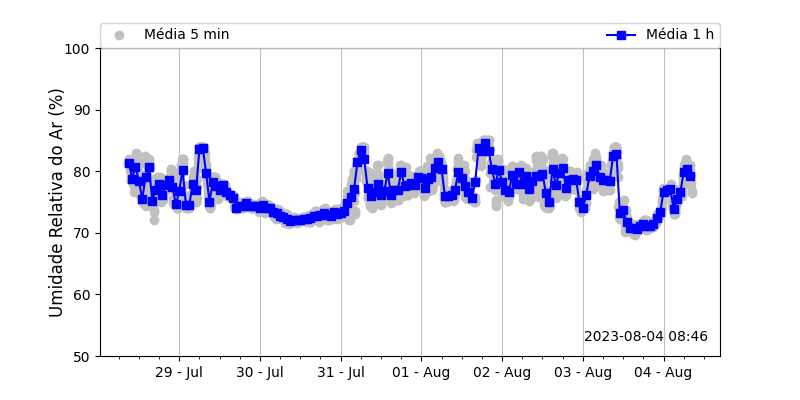 Média 5 min Média 1 h
Umidade Relativa do Ar (%)
100
90
80
70
60
50
2023-08-04 08:46
29 - Jul 30 - Jul 31 - Jul 01 - Aug 02 - Aug 03 - Aug 04 - Aug